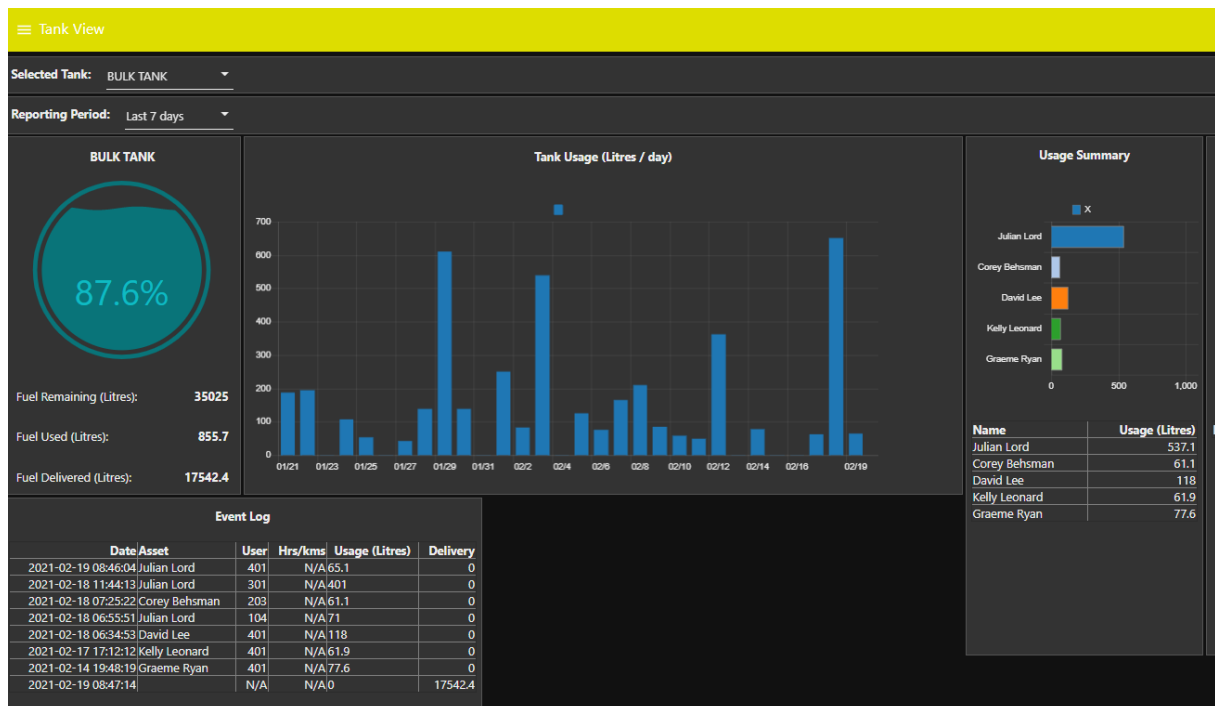 Tank View
Selected Tank: BULK TANK
Reporting Period: Last 7 days
BULK TANK
87.6%
Fuel Remaining (Litres): 35025
Fuel Used (Litres): 855.7
Fuel Delivered (Litres): 17542.4
Tank Usage (Litres / day)
700
600
500
400
300
200
100
0
01/21 01/23 01/25 01/27 01/29 01/31 02/2 02/4 02/6 02/8 02/10 02/12 02/14 02/16 02/19
Usage Summary
X
Julian Lord
Corey Behsman
David Lee
Kelly Leonard
Graeme Ryan
0 500 1,000
Name Usage (Litres)
Julian Lord 537.1
Corey Behsman 61.1
David Lee 118
Kelly Leonard 61.9
Graeme Ryan 77.6
Event Log
Date Asset User Hrs/kms Usage (Litres) Delivery
2021-02-19 08:46:04 Julian Lord 401 N/A 65.1 0
2021-02-18 11:44:13 Julian Lord 301 N/A 401 0
2021-02-18 07:25:22 Corey Behsman 203 N/A 61.1 0
2021-02-18 06:55:51 Julian Lord 104 N/A 71 0
2021-02-18 06:34:53 David Lee 401 N/A 118 0
2021-02-17 17:12:12 Kelly Leonard 401 N/A 61.9 0
2021-02-14 19:48:19 Graeme Ryan 401 N/A 77.6 0
2021-02-19 08:47:14 N/A N/A 0 17542.4